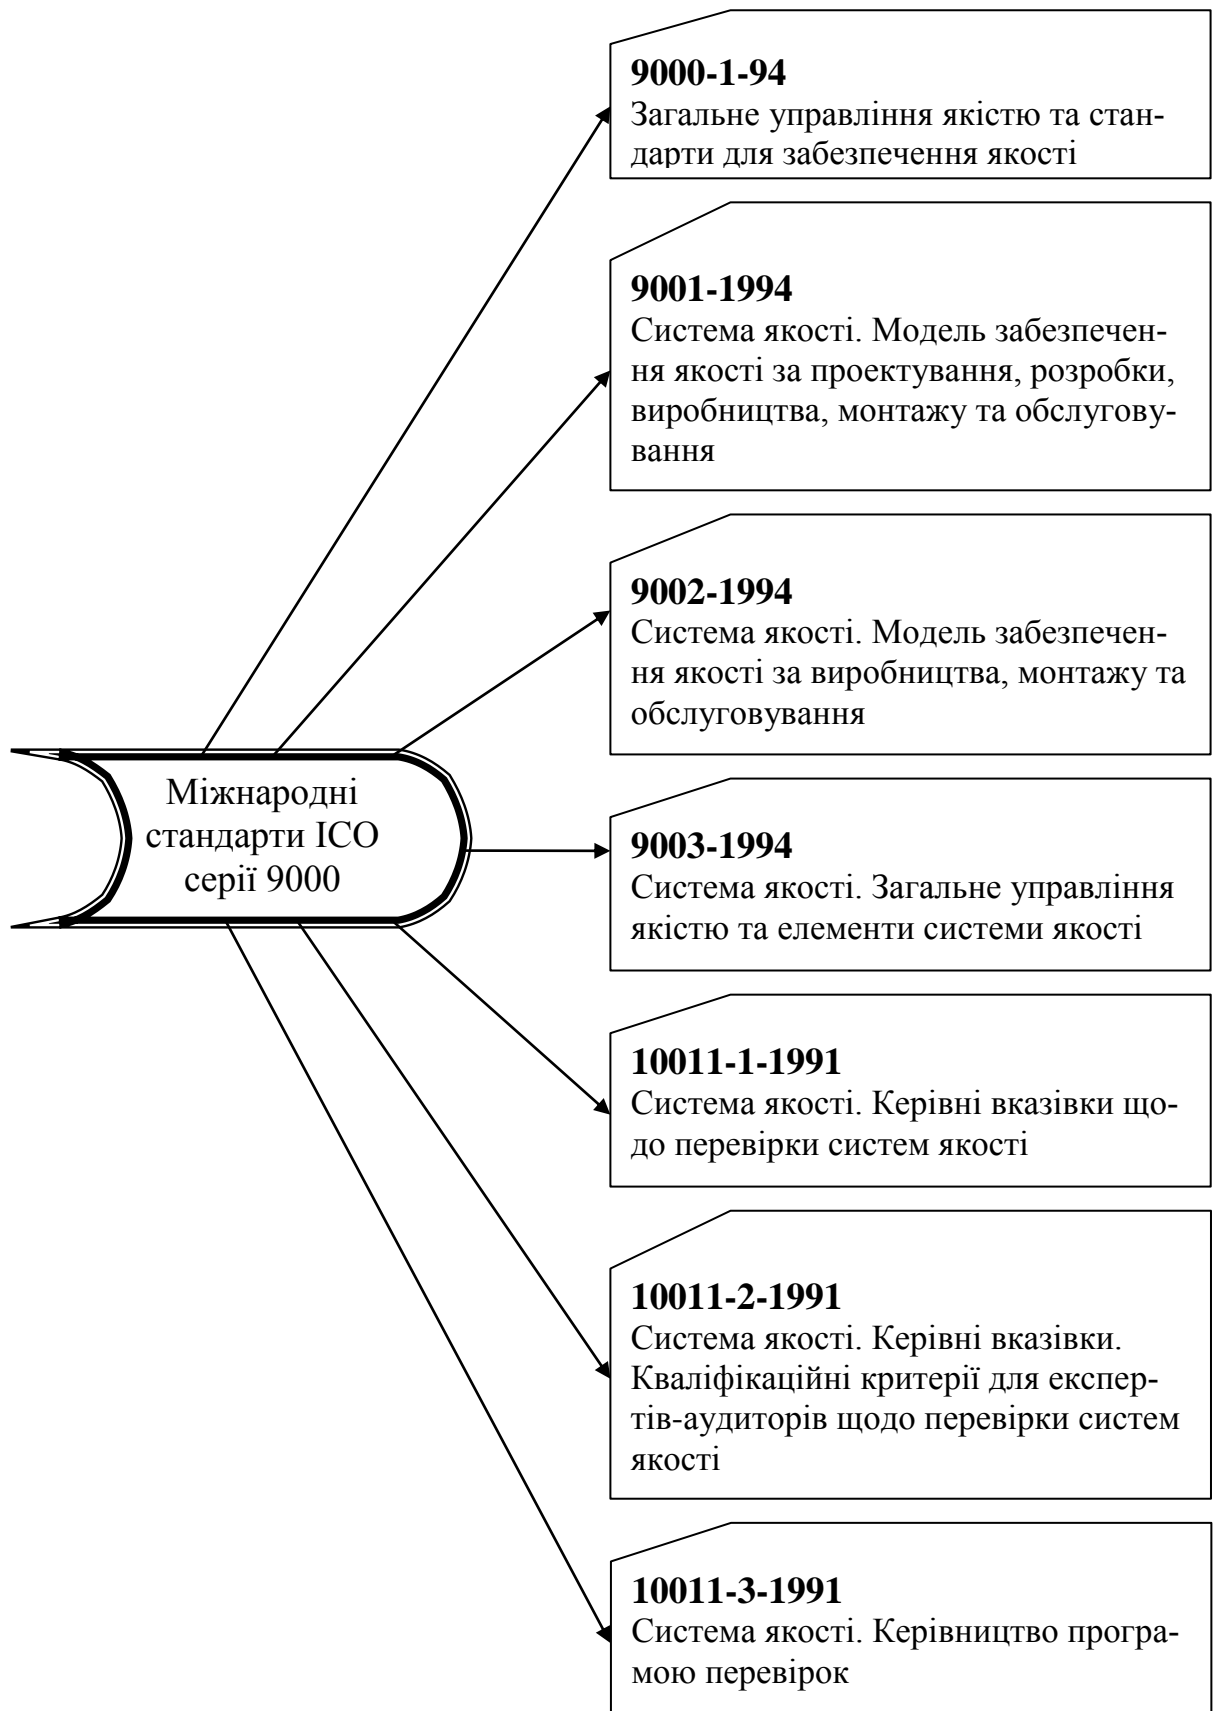 9000-1-94
Загальне управління якістю та стан-
дарти для забезпечення якості
9001-1994
Система якості. Модель забезпечен-
ня якості за проектування, розробки,
виробництва, монтажу та обслугову-
вання
9002-1994
Система якості. Модель забезпечен-
ня якості за виробництва, монтажу та
обслуговування
Міжнародні
стандарти ІСО
серії 9000
9003-1994
Система якості. Загальне управління
якістю та елементи системи якості
10011-1-1991
Система якості. Керівні вказівки що-
до перевірки систем якості
10011-2-1991
Система якості. Керівні вказівки.
Кваліфікаційні критерії для експер-
тів-аудиторів щодо перевірки систем
якості
10011-3-1991
Система якості. Керівництво програ-
мою перевірок